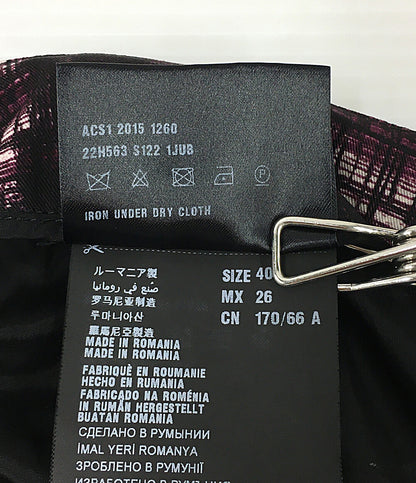 ACS1 2015 1260
22H563 S122 1JUB
P
IRON UNDER DRY CLOTH
ルーマニア製
صنع في رومانيا
罗马尼亚制造
루마니아산
羅馬尼亞製造
MADE IN ROMANIA
MADE IN ROMANIA
FABRIQUÉ EN ROUMANIE
HECHO EN RUMANIA
FABRICADO NA ROMÉNIA
IN RUMÄN HERGESTELLT
BUATAN ROMANIA
СДЕЛАНО В РУМЫНИИ
İMAL YERİ ROMANYA
ЗРОБЛЕНО В РУМУНІЇ
SIZE 40
MX 26
CN 170/66 A